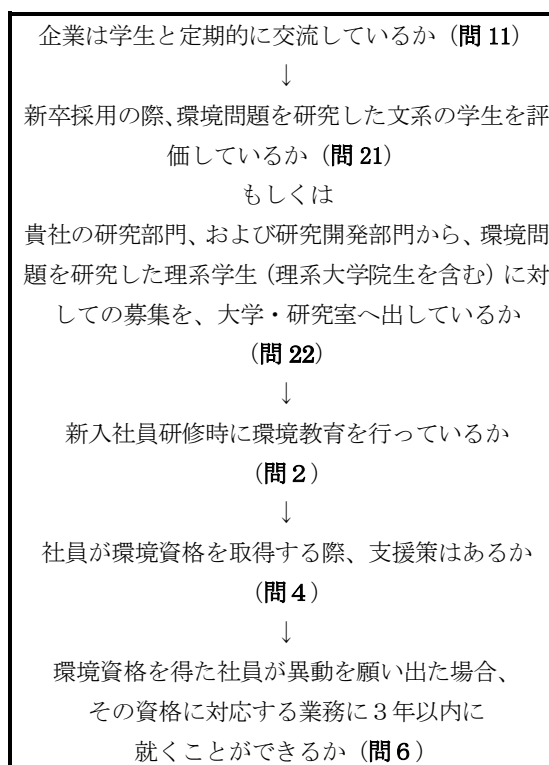 企業は学生と定期的に交流しているか（問 11）
↓
新卒採用の際、環境問題を研究した文系の学生を評
価しているか（問 21）
もしくは
貴社の研究部門、および研究開発部門から、環境問
題を研究した理系学生（理系大学院生を含む）に対
しての募集を、大学・研究室へ出しているか
（問 22）
↓
新入社員研修時に環境教育を行っているか
（問２）
↓
社員が環境資格を取得する際、支援策はあるか
（問４）
↓
環境資格を得た社員が異動を願い出た場合、
その資格に対応する業務に３年以内に
就くことができるか（問６）